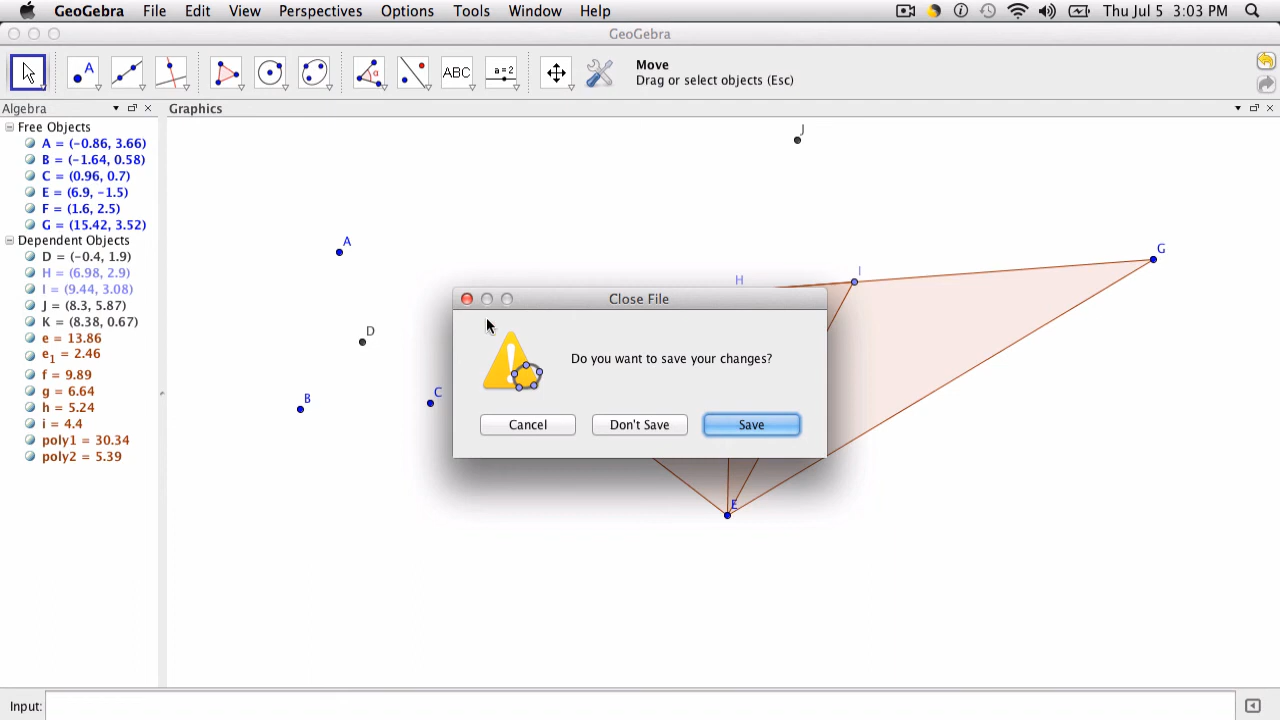 GeoGebra File Edit View Perspectives Options Tools Window Help Thu Jul 5 3:03 PM
GeoGebra
A α ABC a=2 Move
Drag or select objects (Esc)
Algebra Graphics
Free Objects
A = (-0.86, 3.66)
B = (-1.64, 0.58)
C = (0.96, 0.7)
E = (6.9, -1.5)
F = (1.6, 2.5)
G = (15.42, 3.52)
Dependent Objects
D = (-0.4, 1.9)
H = (6.98, 2.9)
I = (9.44, 3.08)
J = (8.3, 5.87)
K = (8.38, 0.67)
e = 13.86
e1 = 2.46
f = 9.89
g = 6.64
h = 5.24
i = 4.4
poly1 = 30.34
poly2 = 5.39
J
A
G
I
H
D
B
C
E
Close File
Do you want to save your changes?
Cancel Don't Save Save
Input: